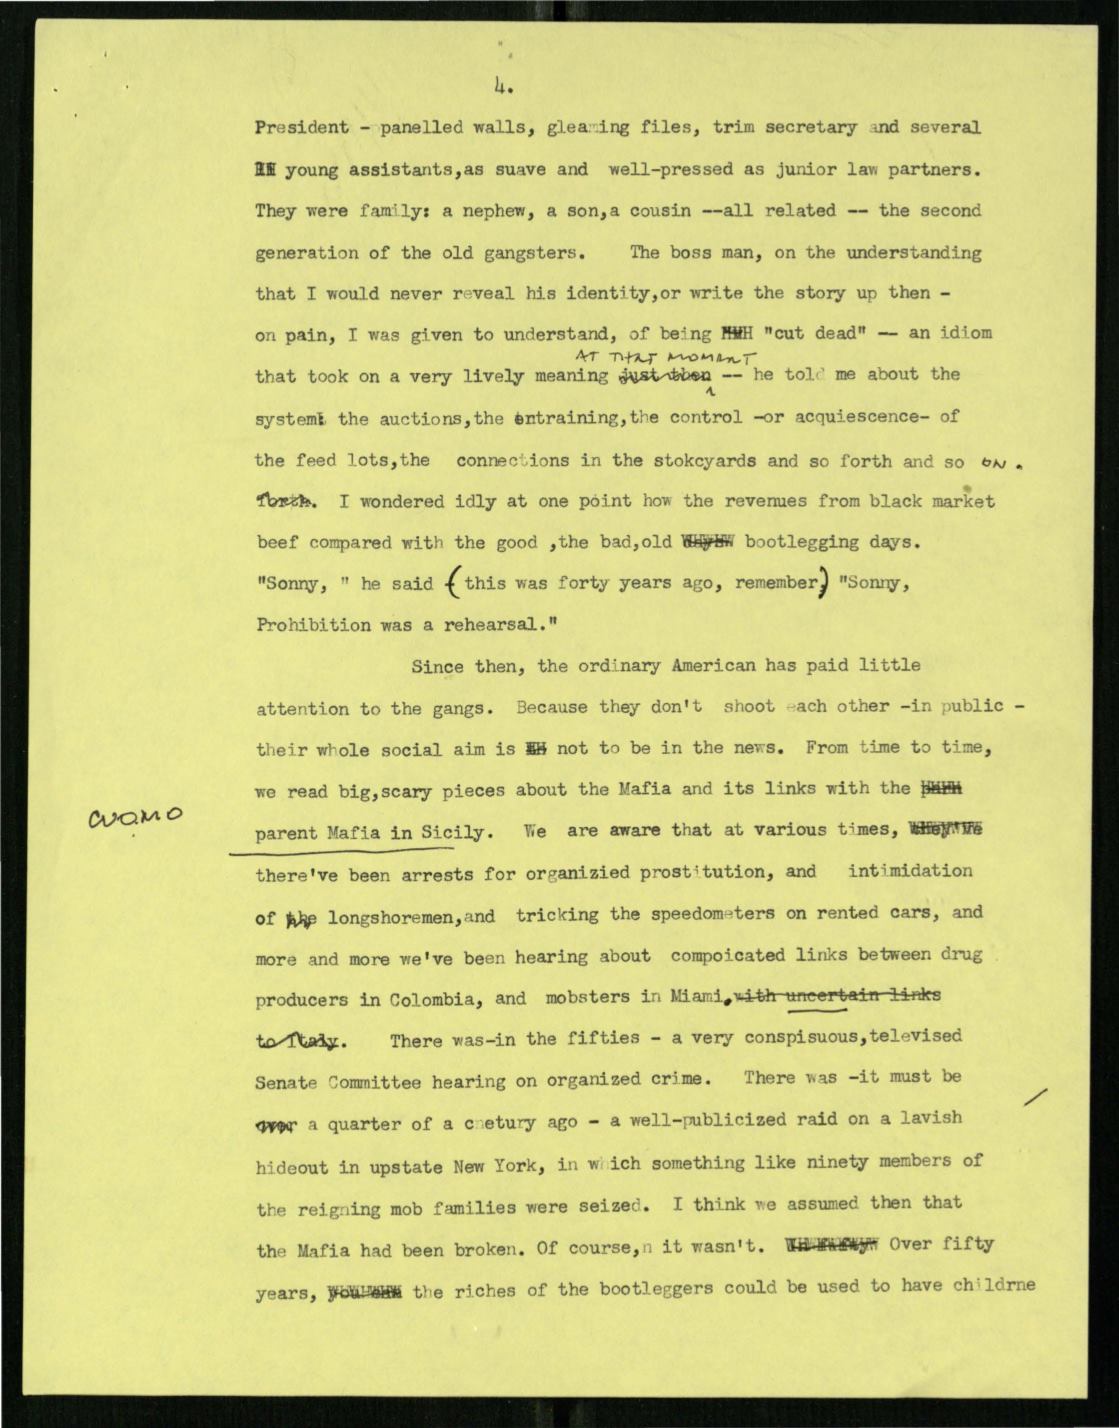 4.
President - panelled walls, gleaming files, trim secretary and several
young assistants,as suave and well-pressed as junior law partners.
They were family: a nephew, a son,a cousin --all related -- the second
generation of the old gangsters. The boss man, on the understanding
that I would never reveal his identity,or write the story up then -
on pain, I was given to understand, of being "cut dead" -- an idiom
AT THAT MOMENT
that took on a very lively meaning just then -- he told me about the
system: the auctions,the entraining,the control -or acquiescence- of
the feed lots,the connections in the stokcyards and so forth and so ON.
forth. I wondered idly at one point how the revenues from black market
beef compared with the good ,the bad,old bootlegging days.
"Sonny, " he said (this was forty years ago, remember) "Sonny,
Prohibition was a rehearsal."
Since then, the ordinary American has paid little
attention to the gangs. Because they don't shoot each other -in public -
their whole social aim is not to be in the news. From time to time,
we read big,scary pieces about the Mafia and its links with the
CUOMO
parent Mafia in Sicily. We are aware that at various times, they've
there've been arrests for organizied prostitution, and intimidation
of the longshoremen,and tricking the speedometers on rented cars, and
more and more we've been hearing about compoicated links between drug
producers in Colombia, and mobsters in Miami, with uncertain links
to Italy. There was-in the fifties - a very conspisuous,televised
Senate Committee hearing on organized crime. There was -it must be
over a quarter of a cnetury ago - a well-publicized raid on a lavish
hideout in upstate New York, in which something like ninety members of
the reigning mob families were seized. I think we assumed then that
the Mafia had been broken. Of course,n it wasn't. Over fifty
years, the riches of the bootleggers could be used to have childrne